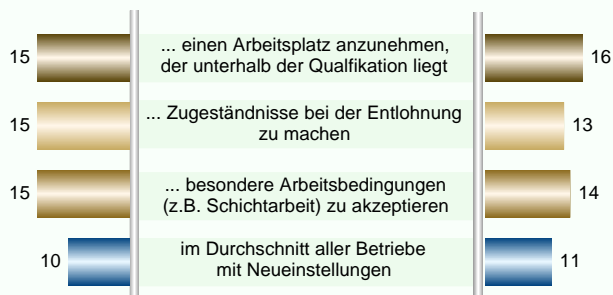 15 ... einen Arbeitsplatz anzunehmen, 16
der unterhalb der Qualfikation liegt
15 ... Zugeständnisse bei der Entlohnung 13
zu machen
15 ... besondere Arbeitsbedingungen 14
(z.B. Schichtarbeit) zu akzeptieren
10 im Durchschnitt aller Betriebe 11
mit Neueinstellungen